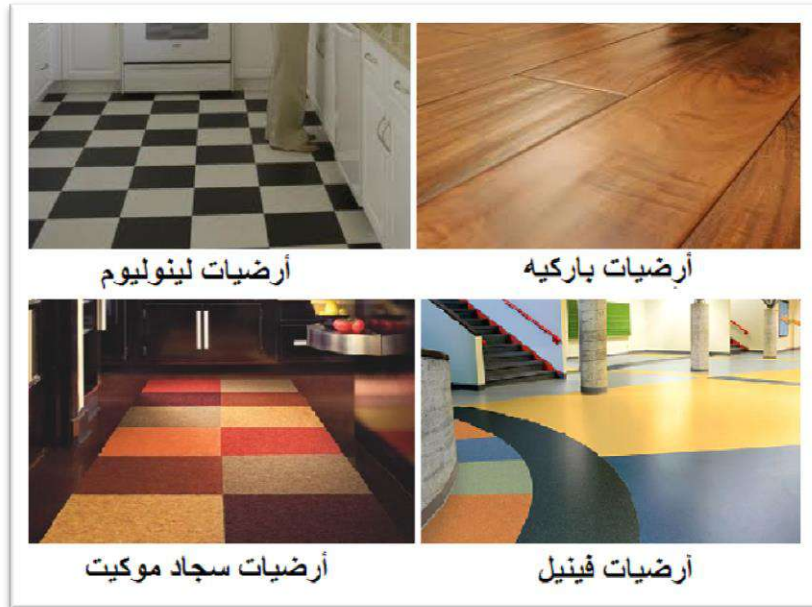 أرضيات باركيه
أرضيات لينوليوم
أرضيات فينيل
أرضيات سجاد موكيت